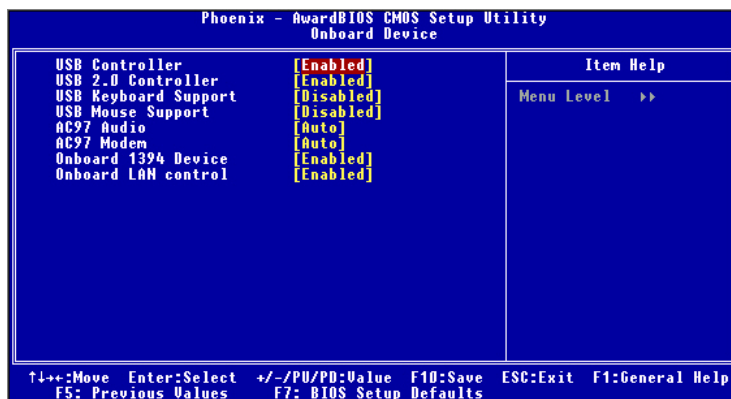 Phoenix - AwardBIOS CMOS Setup Utility
Onboard Device
USB Controller [Enabled]
USB 2.0 Controller [Enabled]
USB Keyboard Support [Disabled]
USB Mouse Support [Disabled]
AC97 Audio [Auto]
AC97 Modem [Auto]
Onboard 1394 Device [Enabled]
Onboard LAN control [Enabled]
Item Help
Menu Level ▸▸
↑↓→←:Move Enter:Select +/-/PU/PD:Value F10:Save ESC:Exit F1:General Help
F5: Previous Values F7: BIOS Setup Defaults